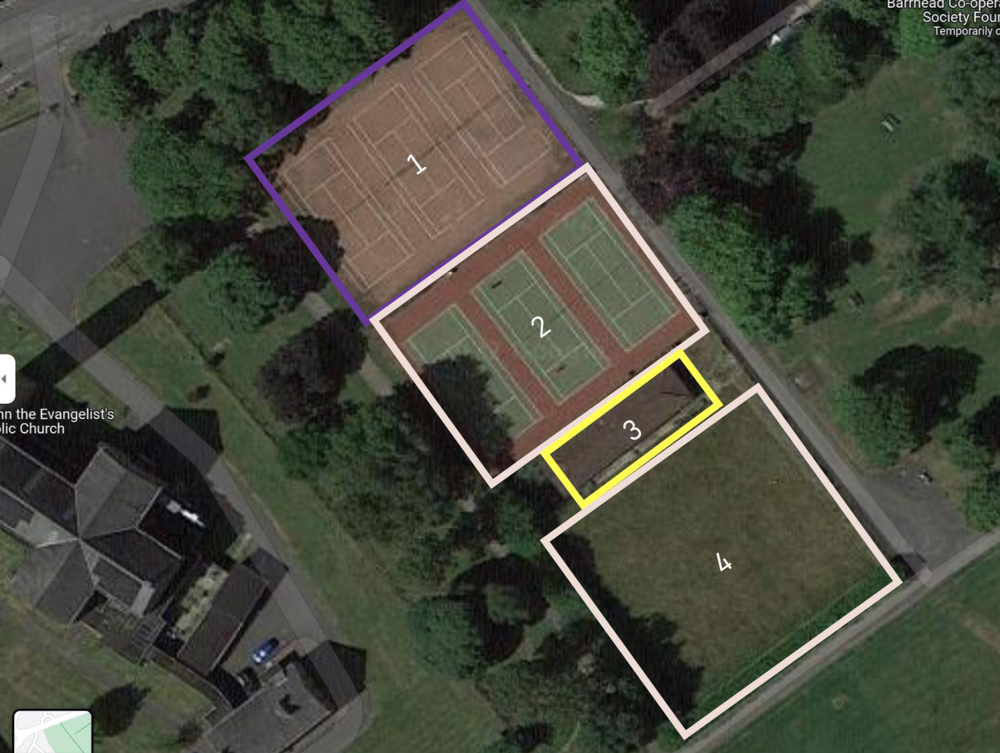 Barrhead Co-oper
Society Four
Temporarily c
1
2
3
4
nn the Evangelist's
olic Church